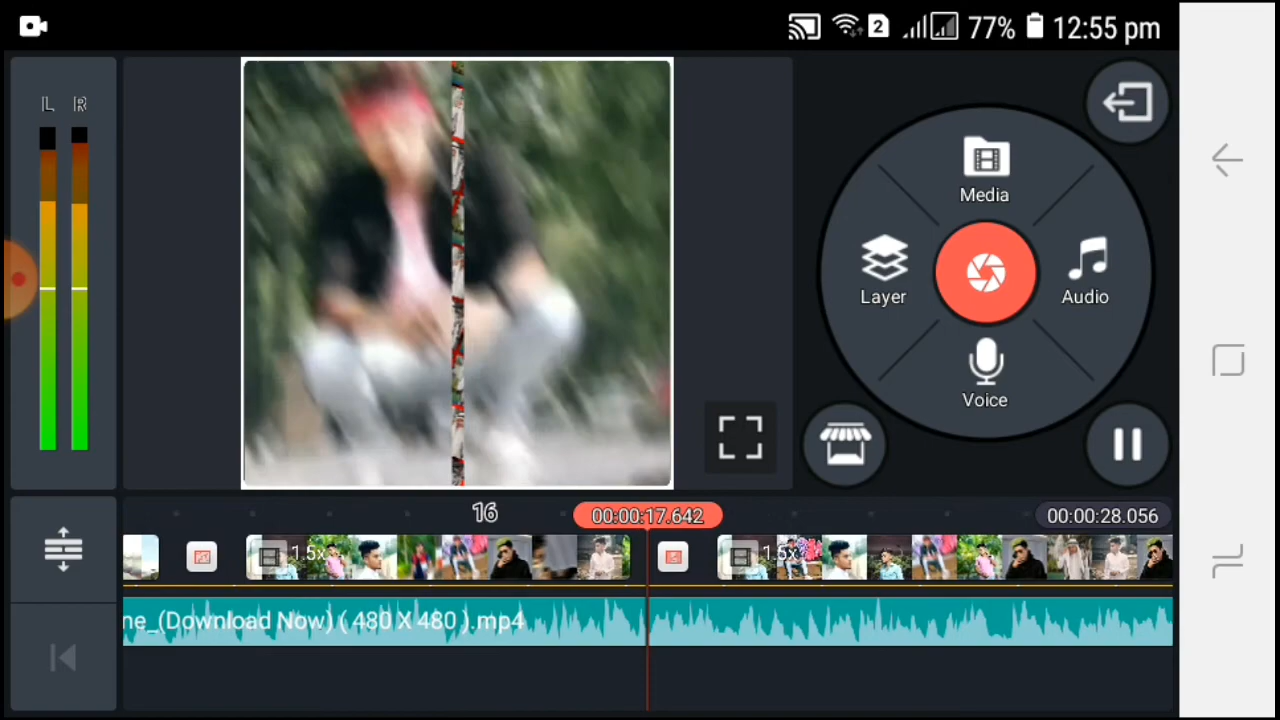 2 77% 12:55 pm
L R
Media
Layer
Audio
Voice
16
00:00:17.642
00:00:28.056
1.5x
1.5x
ne_(Download Now) ( 480 X 480 ).mp4